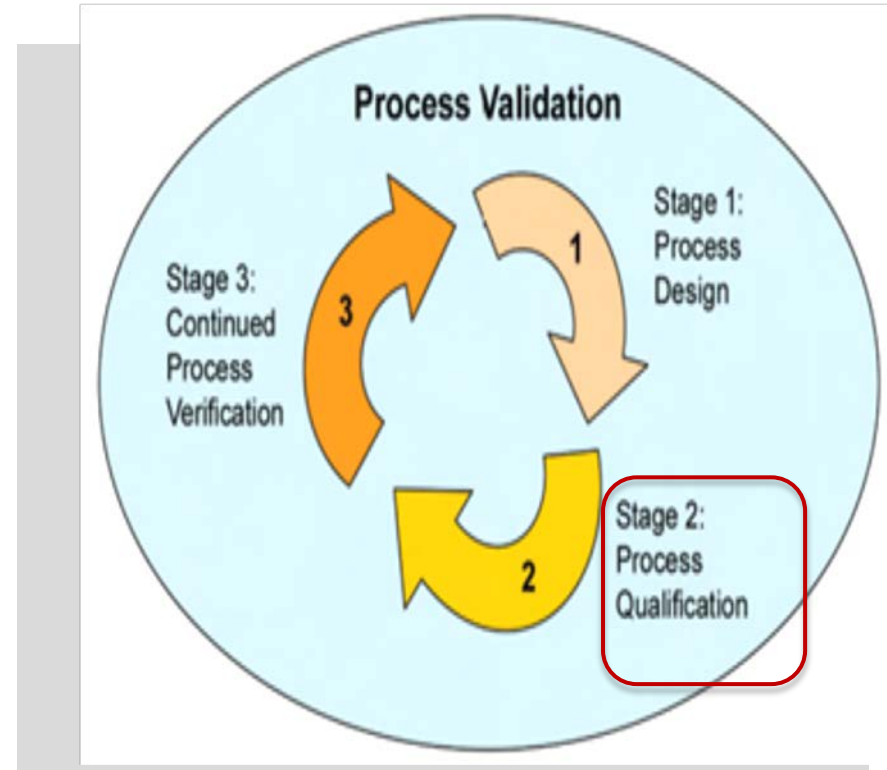 Process Validation
1
Stage 1:
Process
Design
2
Stage 2:
Process
Qualification
3
Stage 3:
Continued
Process
Verification